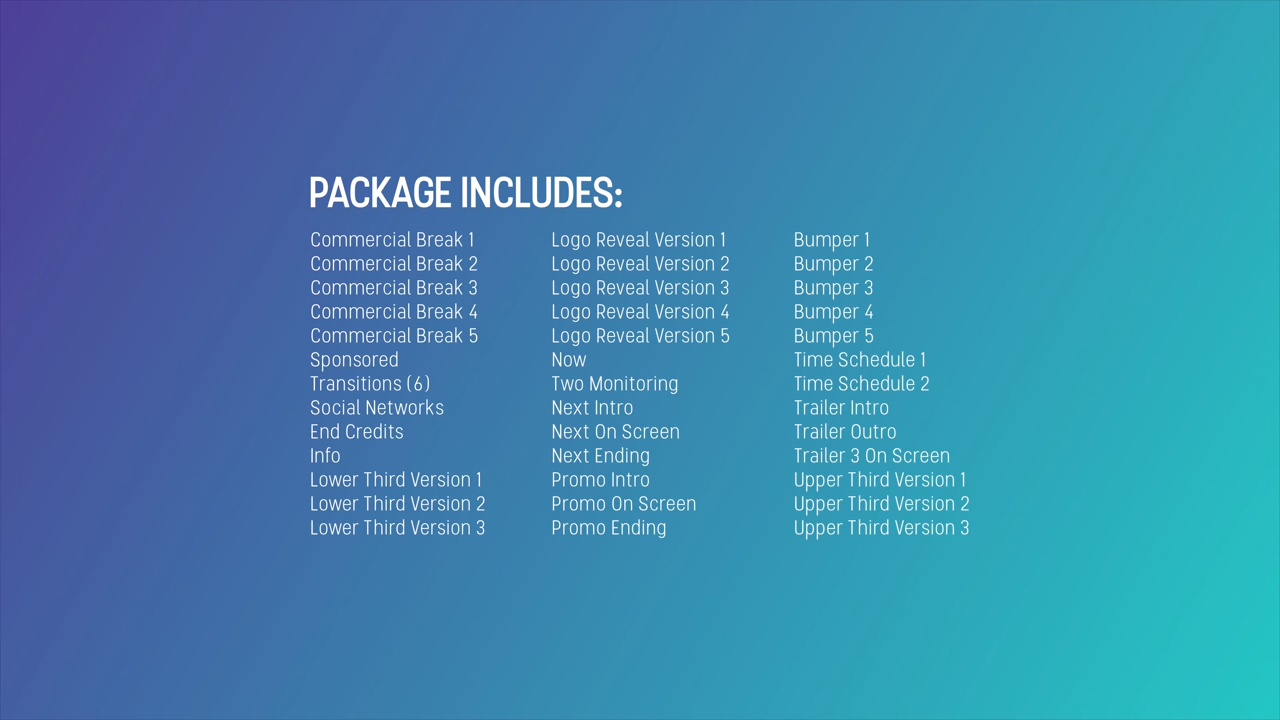 PACKAGE INCLUDES:
Commercial Break 1
Commercial Break 2
Commercial Break 3
Commercial Break 4
Commercial Break 5
Sponsored
Transitions (6)
Social Networks
End Credits
Info
Lower Third Version 1
Lower Third Version 2
Lower Third Version 3
Logo Reveal Version 1
Logo Reveal Version 2
Logo Reveal Version 3
Logo Reveal Version 4
Logo Reveal Version 5
Now
Two Monitoring
Next Intro
Next On Screen
Next Ending
Promo Intro
Promo On Screen
Promo Ending
Bumper 1
Bumper 2
Bumper 3
Bumper 4
Bumper 5
Time Schedule 1
Time Schedule 2
Trailer Intro
Trailer Outro
Trailer 3 On Screen
Upper Third Version 1
Upper Third Version 2
Upper Third Version 3